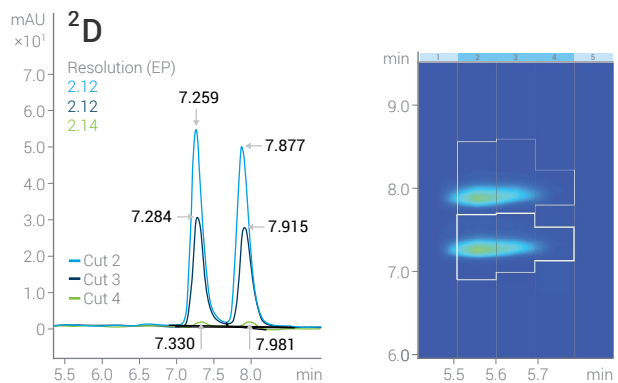 mAU
×10¹
²D
7.0
6.0
5.0
4.0
3.0
2.0
1.0
0
Resolution (EP)
2.12
2.12
2.14
7.259
7.877
7.284
7.915
Cut 2
Cut 3
Cut 4
7.330
7.981
5.5 6.0 6.5 7.0 7.5 8.0 min
min
1 2 3 4 5
9.0
8.0
7.0
6.0
5.5 5.6 5.7 min